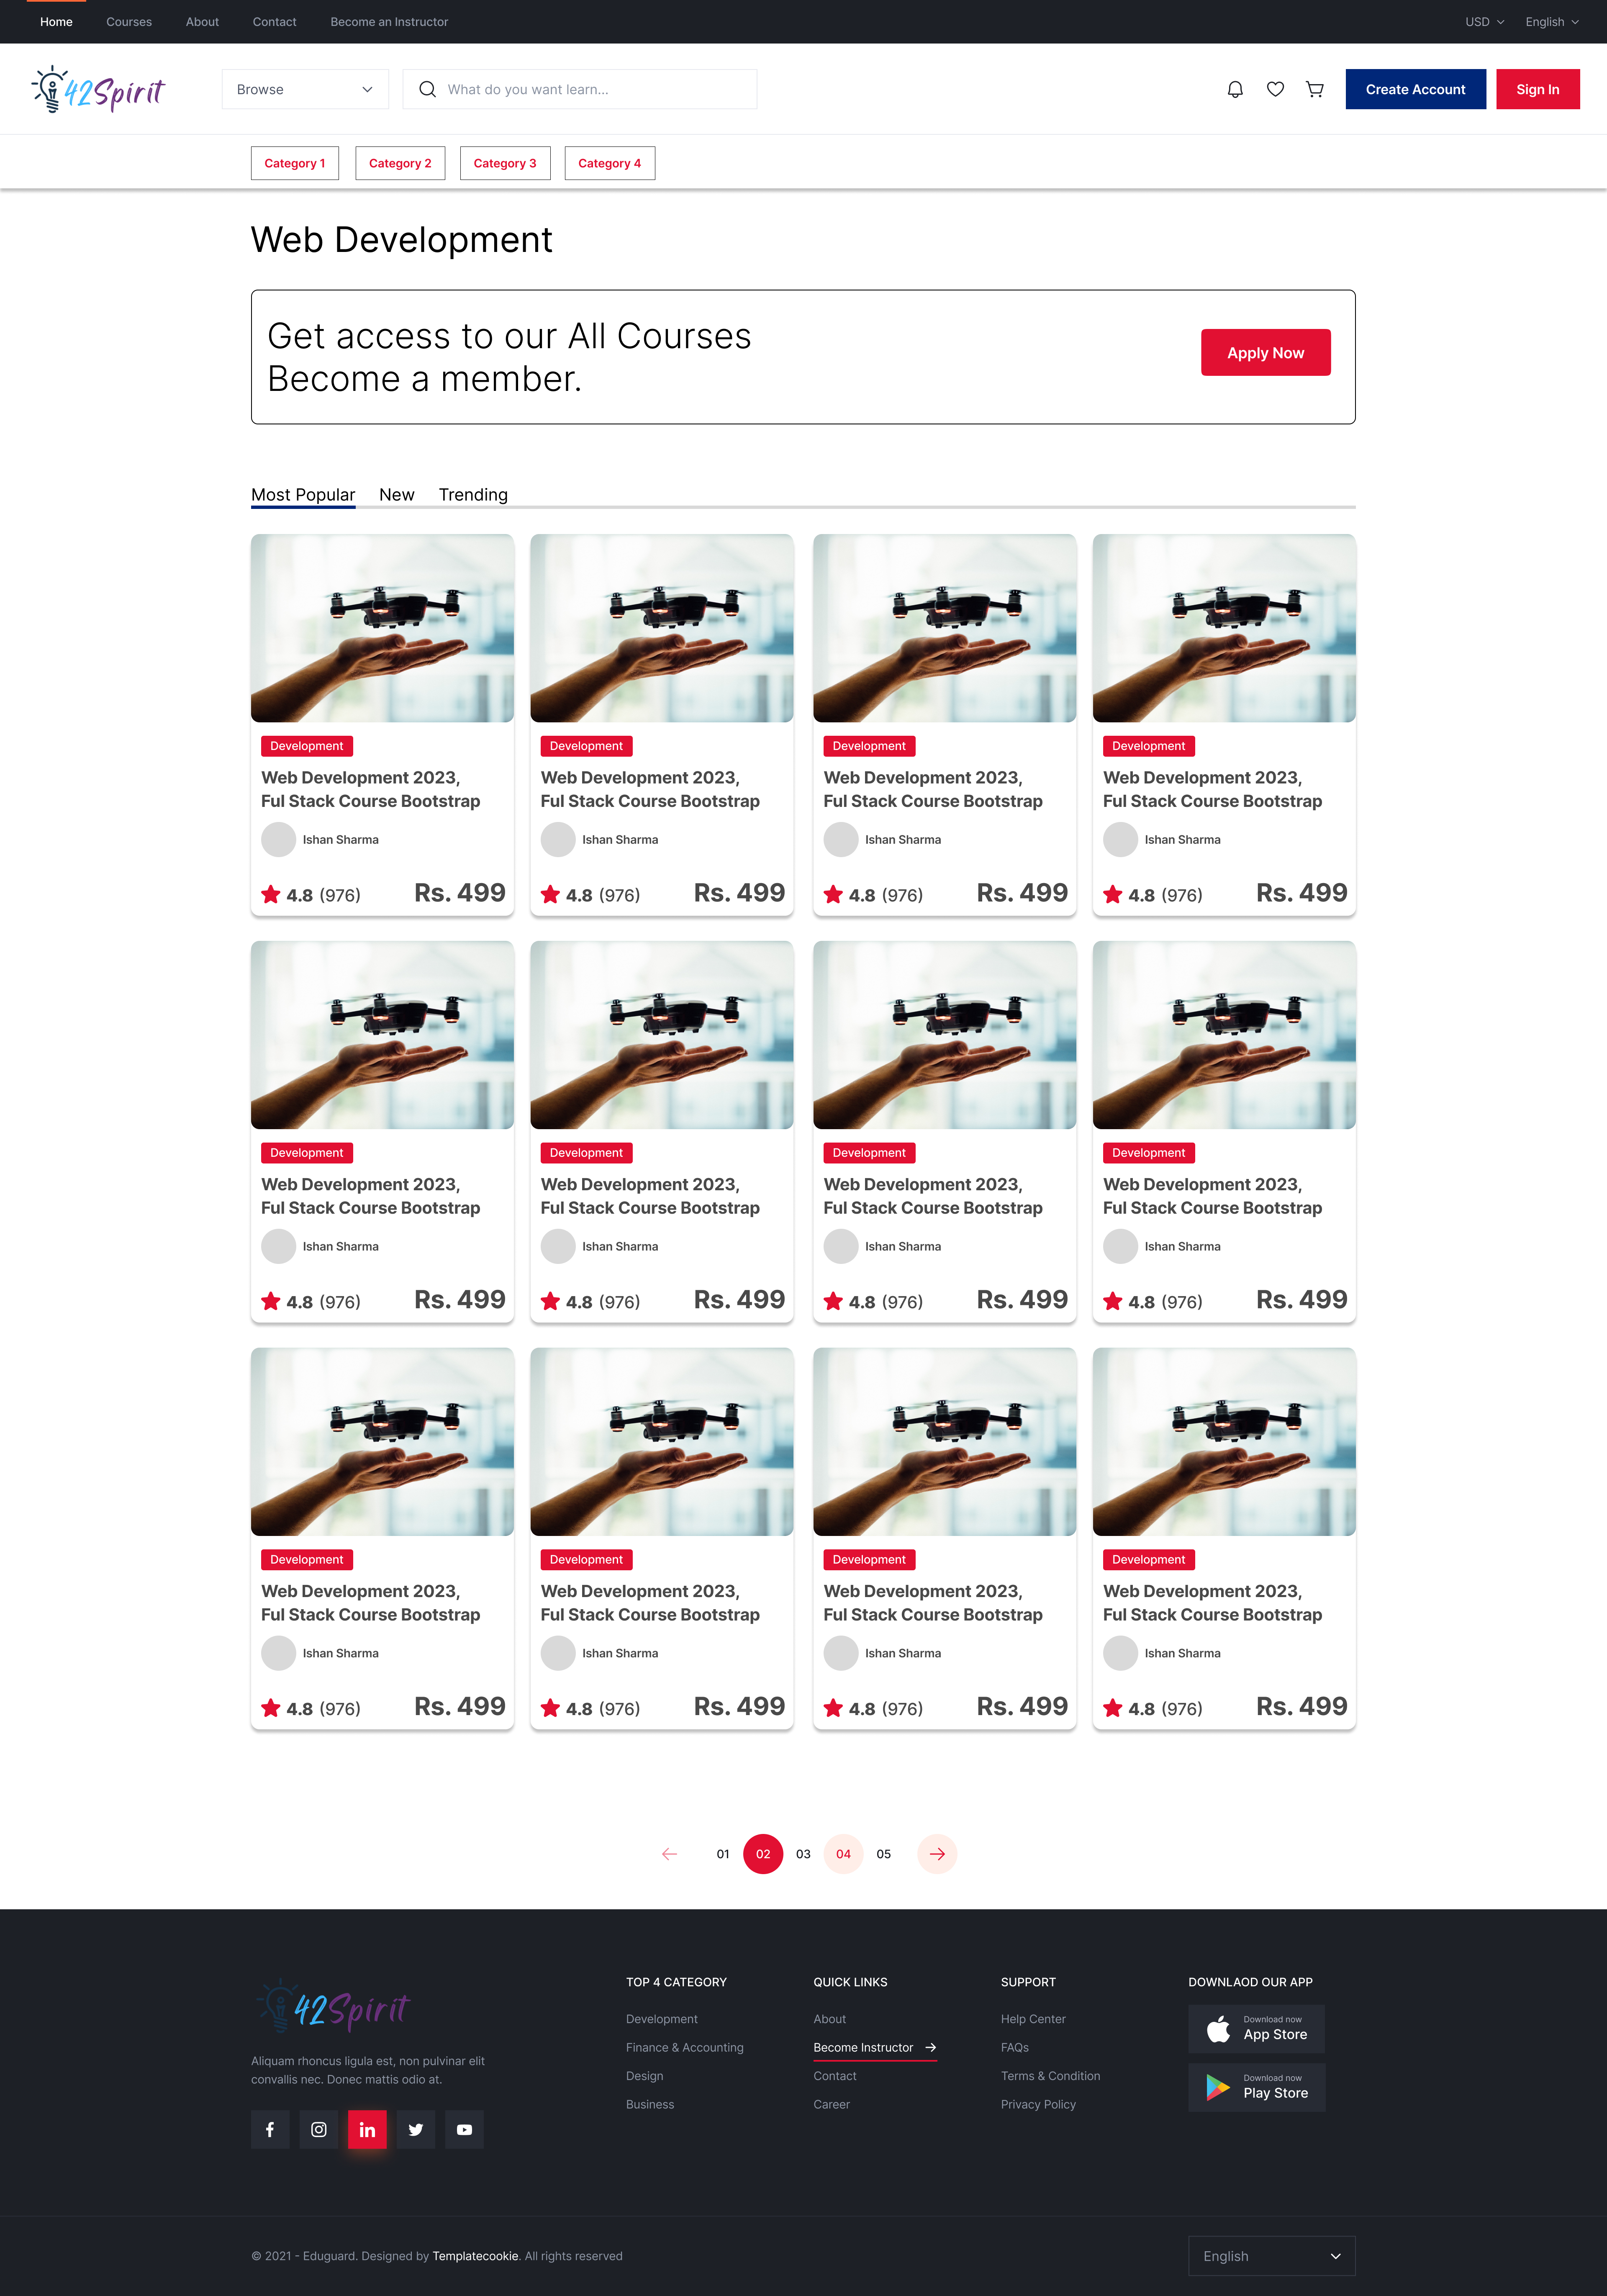 Home Courses About Contact Become an Instructor USD English
42Spirit Browse What do you want learn... Create Account Sign In
Category 1 Category 2 Category 3 Category 4
Web Development
Get access to our All Courses
Become a member.
Apply Now
Most Popular New Trending
Development Development Development Development
Web Development 2023, Web Development 2023, Web Development 2023, Web Development 2023,
Ful Stack Course Bootstrap Ful Stack Course Bootstrap Ful Stack Course Bootstrap Ful Stack Course Bootstrap
Ishan Sharma Ishan Sharma Ishan Sharma Ishan Sharma
4.8 (976) Rs. 499 4.8 (976) Rs. 499 4.8 (976) Rs. 499 4.8 (976) Rs. 499
Development Development Development Development
Web Development 2023, Web Development 2023, Web Development 2023, Web Development 2023,
Ful Stack Course Bootstrap Ful Stack Course Bootstrap Ful Stack Course Bootstrap Ful Stack Course Bootstrap
Ishan Sharma Ishan Sharma Ishan Sharma Ishan Sharma
4.8 (976) Rs. 499 4.8 (976) Rs. 499 4.8 (976) Rs. 499 4.8 (976) Rs. 499
Development Development Development Development
Web Development 2023, Web Development 2023, Web Development 2023, Web Development 2023,
Ful Stack Course Bootstrap Ful Stack Course Bootstrap Ful Stack Course Bootstrap Ful Stack Course Bootstrap
Ishan Sharma Ishan Sharma Ishan Sharma Ishan Sharma
4.8 (976) Rs. 499 4.8 (976) Rs. 499 4.8 (976) Rs. 499 4.8 (976) Rs. 499
01 02 03 04 05
42Spirit
Aliquam rhoncus ligula est, non pulvinar elit
convallis nec. Donec mattis odio at.
in
TOP 4 CATEGORY
Development
Finance & Accounting
Design
Business
QUICK LINKS
About
Become Instructor
Contact
Career
SUPPORT
Help Center
FAQs
Terms & Condition
Privacy Policy
DOWNLAOD OUR APP
Download now
App Store
Download now
Play Store
© 2021 - Eduguard. Designed by Templatecookie. All rights reserved
English